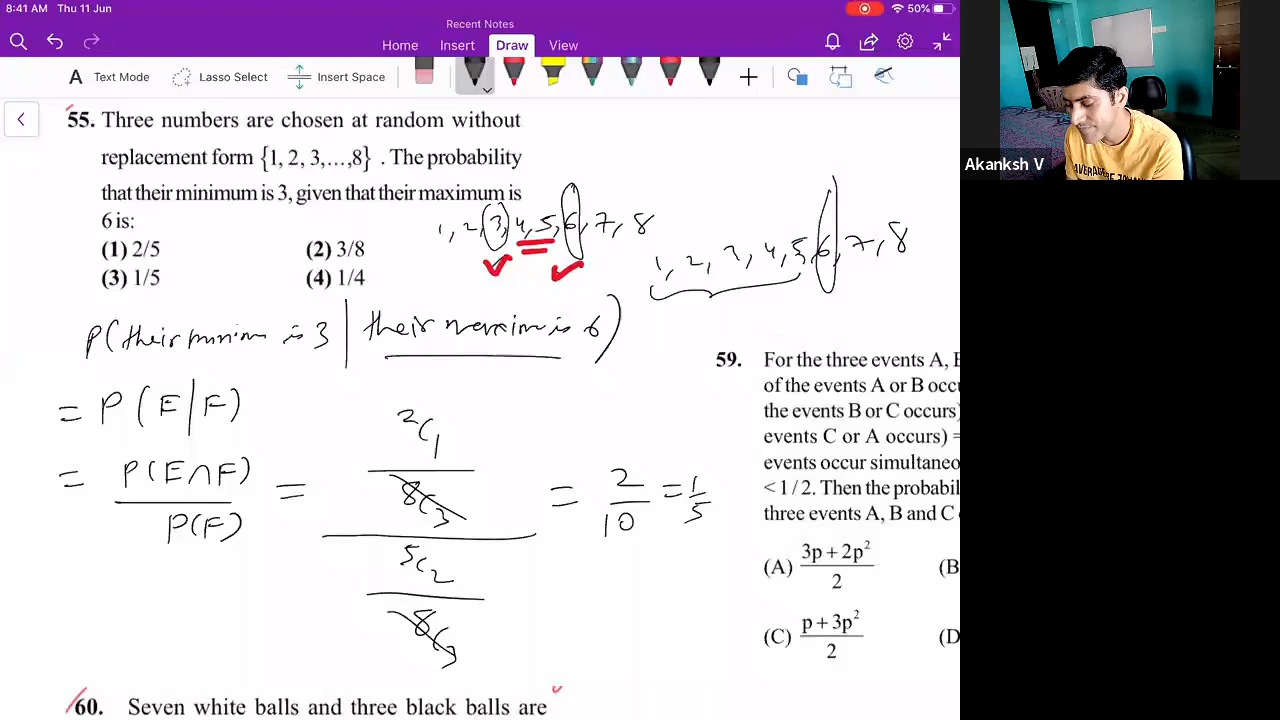 8:41 AM Thu 11 Jun
50%
Recent Notes
Home Insert Draw View
A Text Mode Lasso Select Insert Space
55. Three numbers are chosen at random without
replacement form {1, 2, 3,...,8} . The probability
that their minimum is 3, given that their maximum is
6 is:
(1) 2/5 (2) 3/8
(3) 1/5 (4) 1/4
1, 2, 3, 4, 5, 6, 7, 8
1, 2, 3, 4, 5, 6, 7, 8
P(their minimum is 3 | their maximum is 6)
= P(E/F)
= P(E∩F) / P(F) = (²C₁ / ⁸C₃) / (⁵C₂ / ⁸C₃) = 2/10 = 1/5
59. For the three events A, B
of the events A or B occu
the events B or C occurs)
events C or A occurs) =
events occur simultaneo
< 1/2. Then the probabil
three events A, B and C
(A) (3p + 2p²)/2 (B
(C) (p + 3p²)/2 (D
60. Seven white balls and three black balls are
Akanksh V